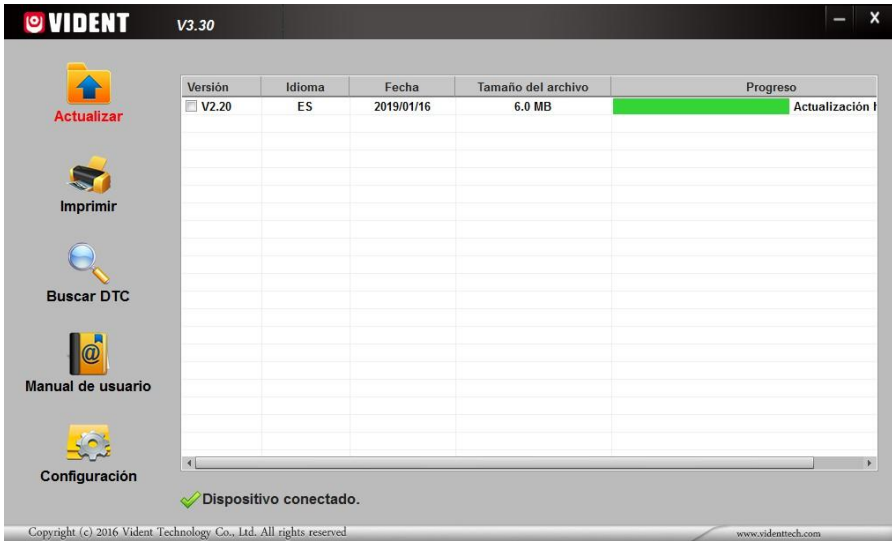 VIDENT V3.30
Actualizar
Imprimir
Buscar DTC
Manual de usuario
Configuración
Versión Idioma Fecha Tamaño del archivo Progreso
V2.20 ES 2019/01/16 6.0 MB Actualización
Dispositivo conectado.
Copyright (c) 2016 Vident Technology Co., Ltd. All rights reserved www.videnttech.com